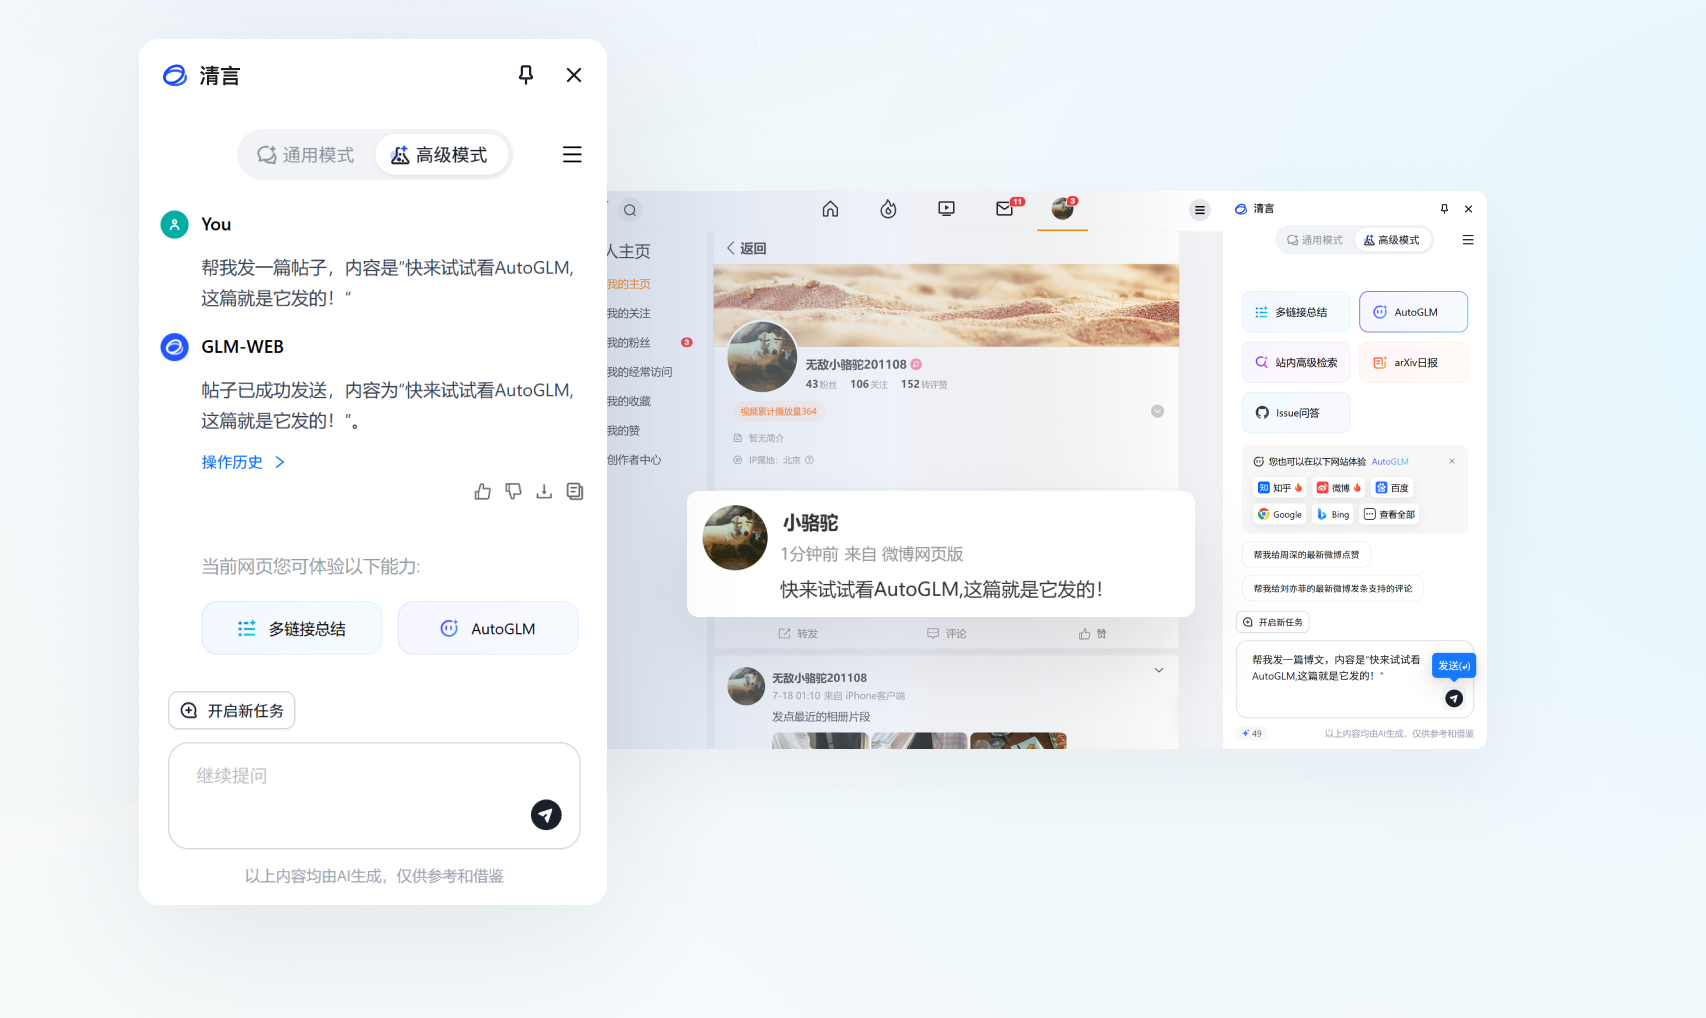 清言
通用模式
高级模式
You
帮我发一篇帖子，内容是“快来试试看AutoGLM,
这篇就是它发的！“
GLM-WEB
帖子已成功发送，内容为“快来试试看AutoGLM,
这篇就是它发的！“。
操作历史
当前网页您可体验以下能力:
多链接总结
AutoGLM
开启新任务
继续提问
以上内容均由AI生成，仅供参考和借鉴
11
3
人主页
我的主页
我的关注
我的粉丝
3
我的经常访问
我的收藏
我的赞
创作者中心
返回
无敌小骆驼201108
43粉丝 106关注 152转评赞
视频累计播放量364
暂无简介
IP属地：北京
小骆驼
1分钟前 来自 微博网页版
快来试试看AutoGLM,这篇就是它发的！
转发
评论
赞
无敌小骆驼201108
7-18 01:10 来自 iPhone客户端
发点最近的相册片段
清言
通用模式
高级模式
多链接总结
AutoGLM
站内高级检索
arXiv日报
Issue问答
您也可以在以下网站体验 AutoGLM
知 知乎
微博
百度
Google
Bing
查看全部
帮我给周深的最新微博点赞
帮我给刘亦菲的最新微博发条支持的评论
开启新任务
帮我发一篇博文，内容是“快来试试看
AutoGLM,这篇就是它发的！“
发送(↵)
49
以上内容均由AI生成，仅供参考和借鉴